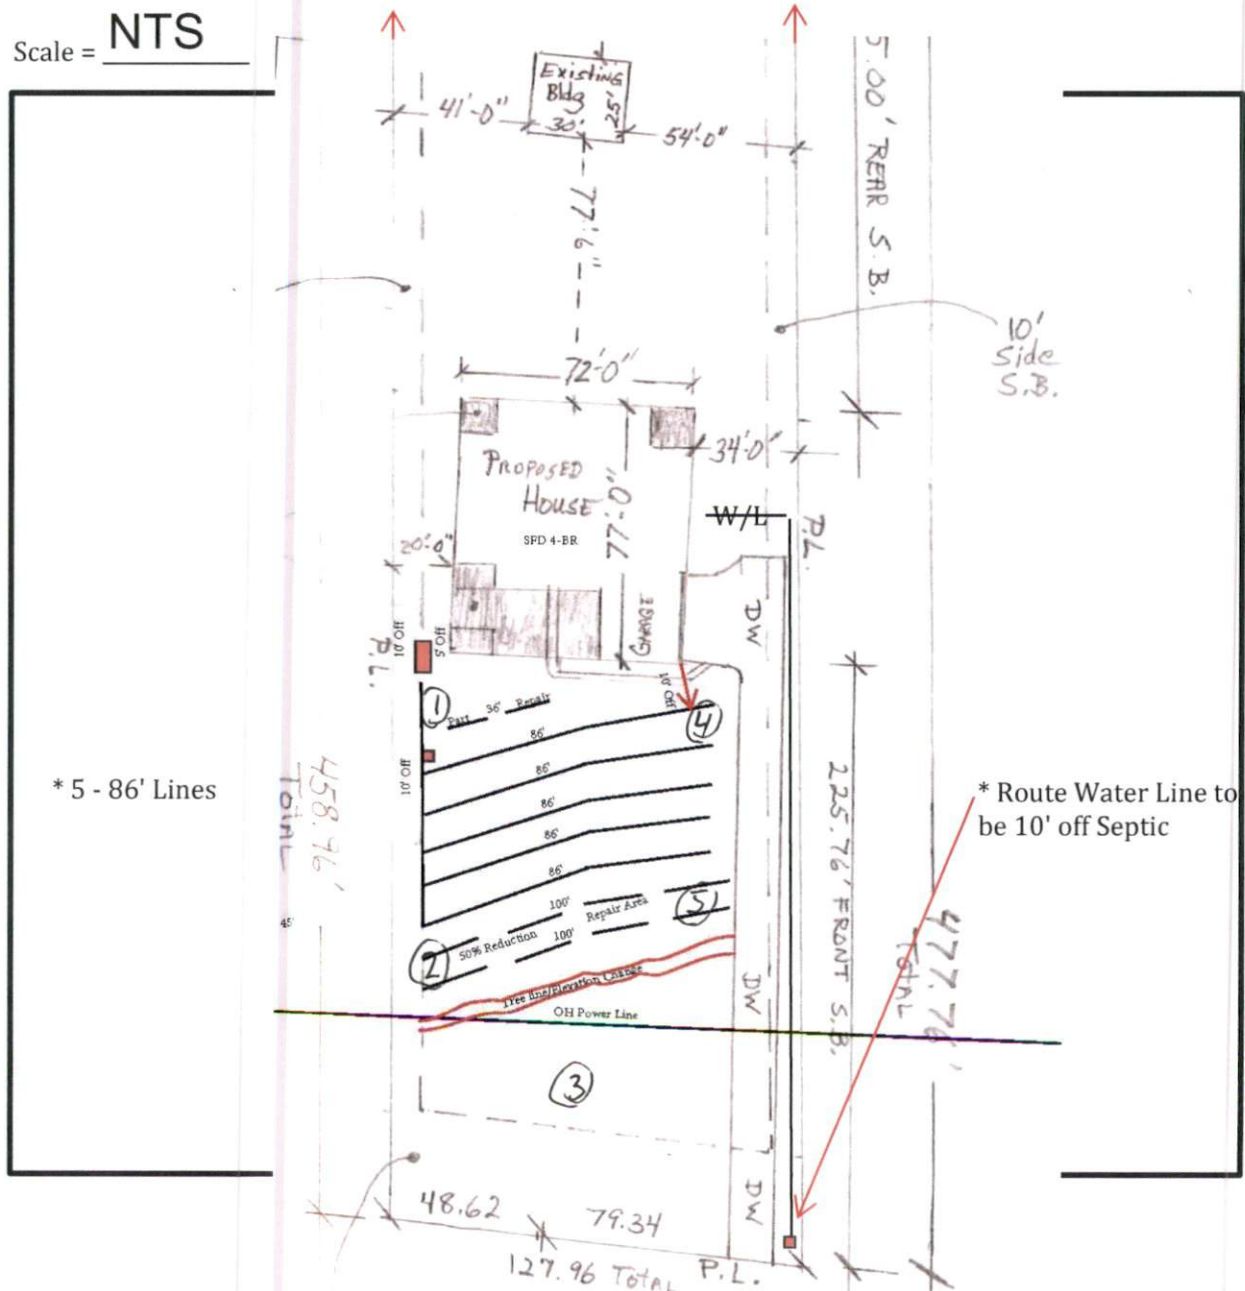 Scale = NTS
Existing
Bldg
30'
25'
41'-0"
54'-0"
77'6"
5.00' REAR S.B.
10'
Side
S.B.
72'-0"
34'-0"
PROPOSED
HOUSE
SFD 4-BR
77'-0"
20'-0"
W/L
P.L.
DW
GARAGE
10' Off
5' Off
P.L.
10' Off
1
Part 36' Repair
4
86'
86'
86'
86'
86'
10' Off
* 5 - 86' Lines
458.96'
TOTAL
45'
225.76' FRONT S.B.
* Route Water Line to
be 10' off Septic
477.76'
TOTAL
100'
Repair Area
5
50% Reduction
100'
2
Tree line/Elevation Change
OH Power Line
DW
3
DW
48.62
79.34
127.96 Total
P.L.